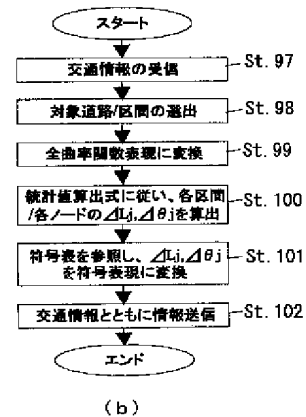 スタート
交通情報の受信 St. 97
対象道路/区間の選出 St. 98
全曲率関数表現に変換 St. 99
統計値算出式に従い、各区間
/各ノードの⊿Lj,⊿θjを算出 St. 100
符号表を参照し、⊿Lj,⊿θj
を符号表現に変換 St. 101
交通情報とともに情報送信 St. 102
エンド
(b)